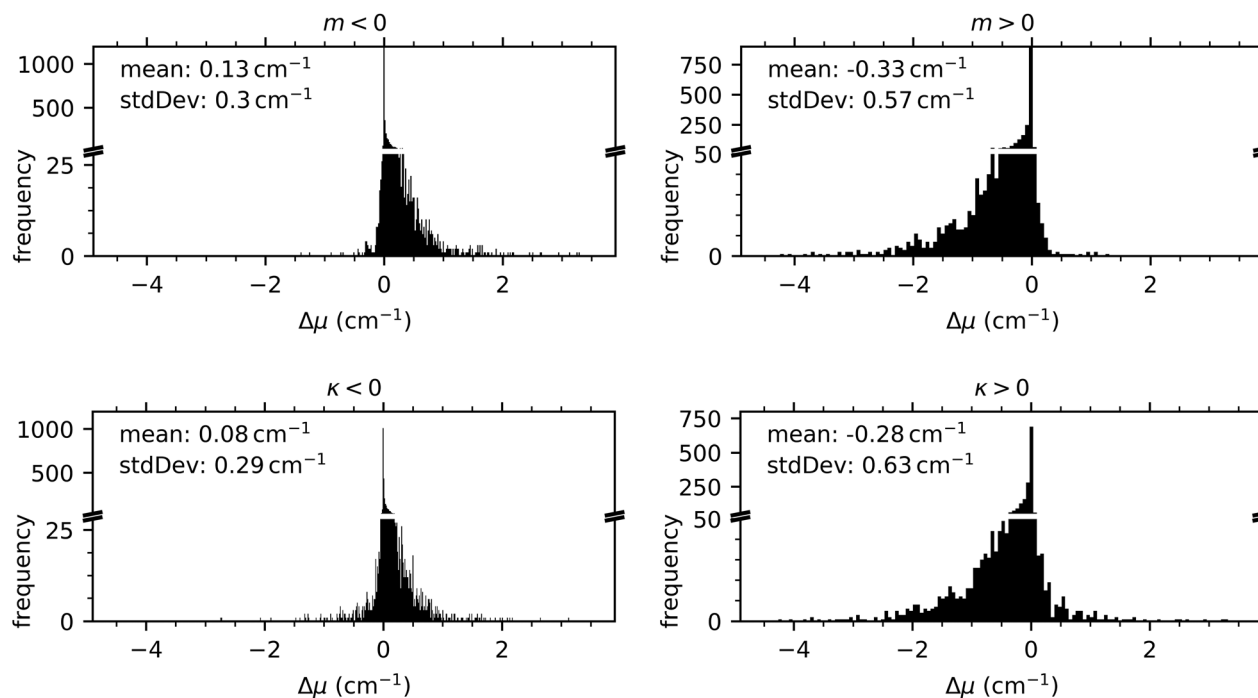 m < 0
1000
mean: 0.13 cm⁻¹
500
stdDev: 0.3 cm⁻¹
25
0
frequency
−4 −2 0 2
Δμ (cm⁻¹)
m > 0
750
mean: -0.33 cm⁻¹
500
stdDev: 0.57 cm⁻¹
250
50
0
frequency
−4 −2 0 2
Δμ (cm⁻¹)
κ < 0
1000
mean: 0.08 cm⁻¹
500
stdDev: 0.29 cm⁻¹
25
0
frequency
−4 −2 0 2
Δμ (cm⁻¹)
κ > 0
750
mean: -0.28 cm⁻¹
500
stdDev: 0.63 cm⁻¹
250
50
0
frequency
−4 −2 0 2
Δμ (cm⁻¹)